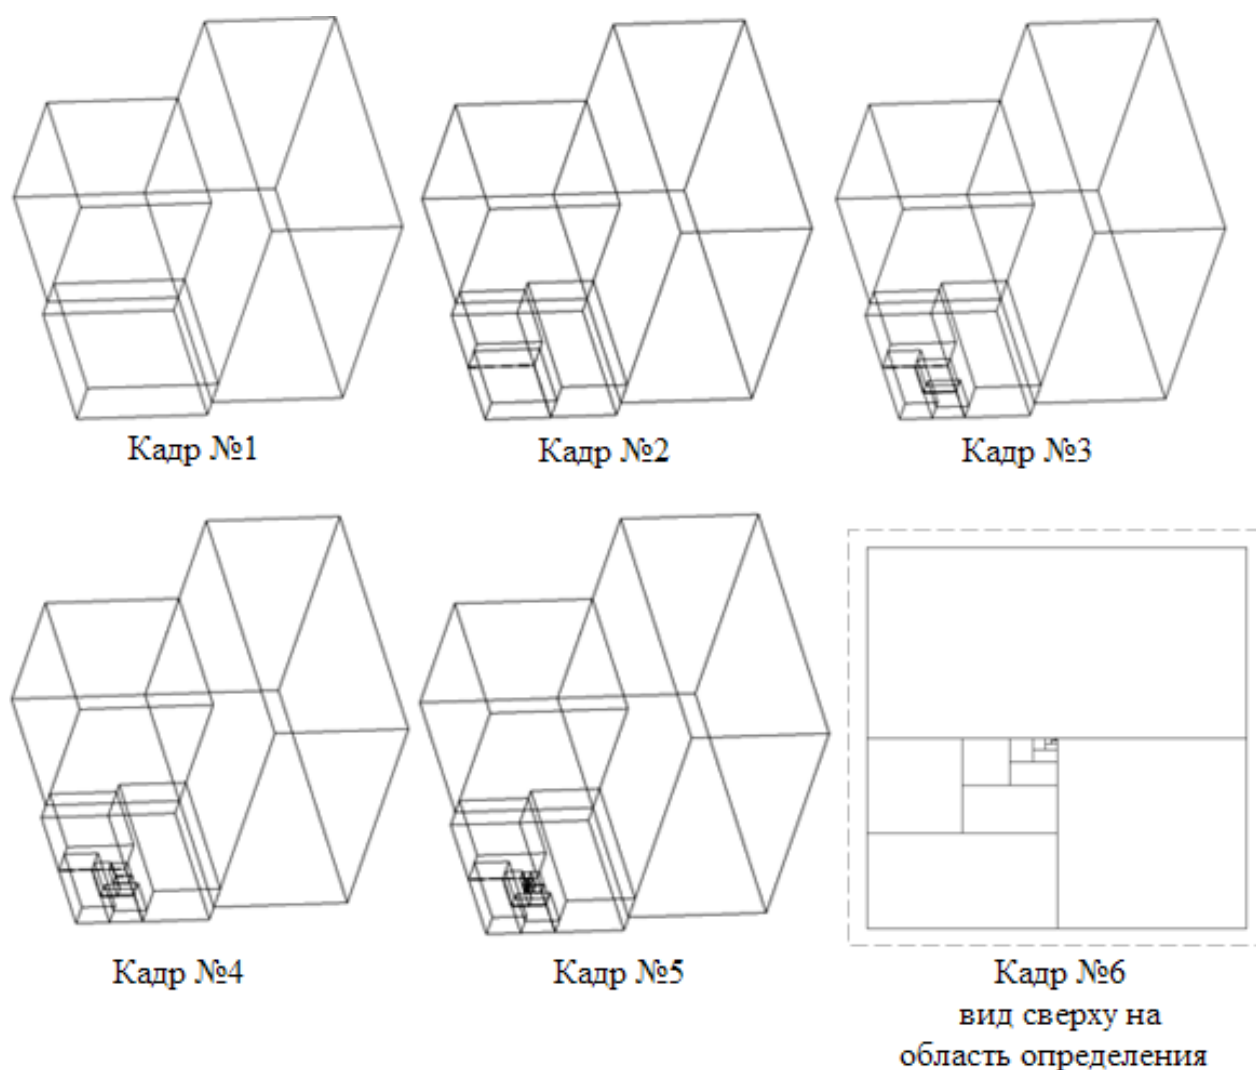 Кадр №1
Кадр №2
Кадр №3
Кадр №4
Кадр №5
Кадр №6
вид сверху на
область определения